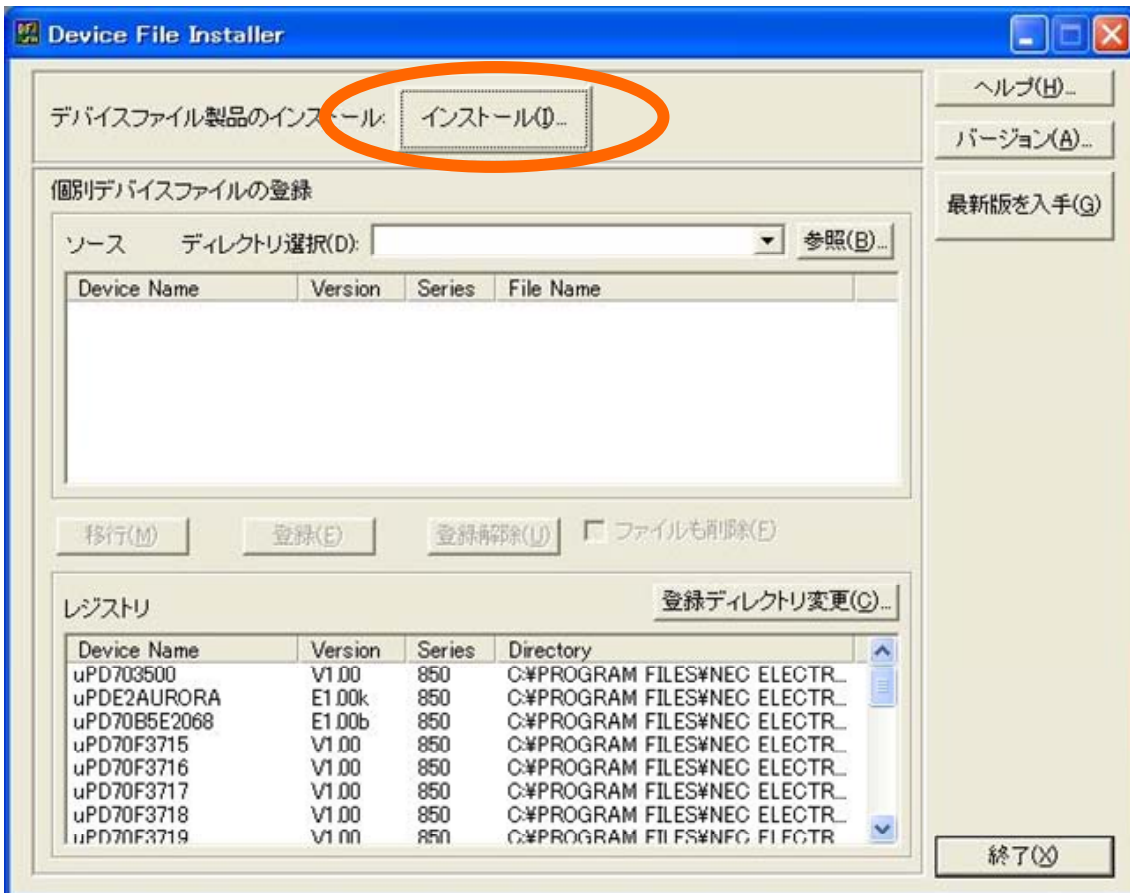 Device File Installer
デバイスファイル製品のインストール: インストール(I)...
ヘルプ(H)...
バージョン(A)...
最新版を入手(G)
個別デバイスファイルの登録
ソース ディレクトリ選択(D): 参照(B)...
Device Name Version Series File Name
移行(M) 登録(E) 登録解除(U) ファイルも削除(F)
レジストリ 登録ディレクトリ変更(C)...
Device Name Version Series Directory
uPD703500 V1.00 850 C:¥PROGRAM FILES¥NEC ELECTR...
uPDE2AURORA E1.00k 850 C:¥PROGRAM FILES¥NEC ELECTR...
uPD70B5E2068 E1.00b 850 C:¥PROGRAM FILES¥NEC ELECTR...
uPD70F3715 V1.00 850 C:¥PROGRAM FILES¥NEC ELECTR...
uPD70F3716 V1.00 850 C:¥PROGRAM FILES¥NEC ELECTR...
uPD70F3717 V1.00 850 C:¥PROGRAM FILES¥NEC ELECTR...
uPD70F3718 V1.00 850 C:¥PROGRAM FILES¥NEC ELECTR...
uPD70F3719 V1.00 850 C:¥PROGRAM FILES¥NEC ELECTR...
終了(X)